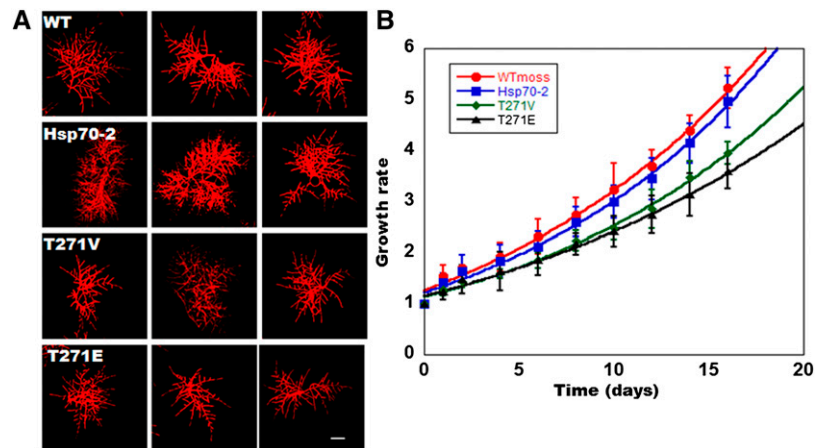 A
WT
Hsp70-2
T271V
T271E
B
Growth rate
6
5
4
3
2
1
0
WTmoss
Hsp70-2
T271V
T271E
0 5 10 15 20
Time (days)